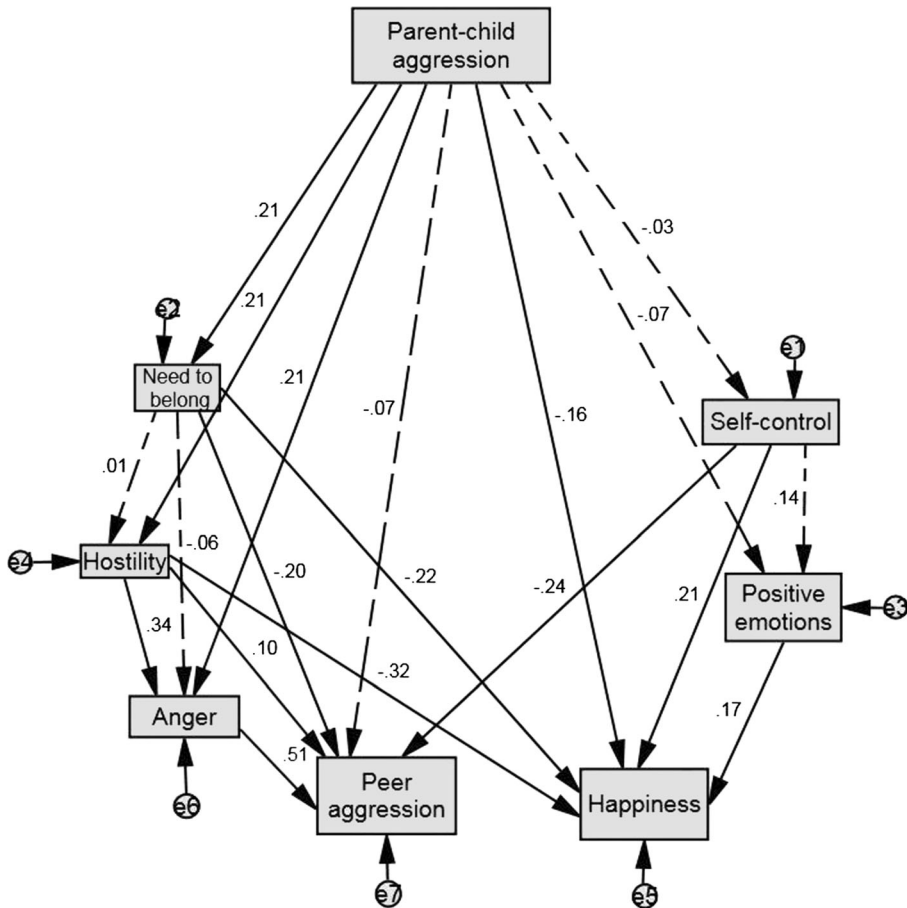 Parent-child
aggression
.21
-.03
.21
-.07
e2
e1
Need to
belong
.21
-.07
-.16
Self-control
.01
.14
-.06
e4
Hostility
-.20
-.22
-.24
.21
Positive
emotions
e3
.34
.10
-.32
.17
Anger
.51
Peer
aggression
Happiness
e6
e7
e5